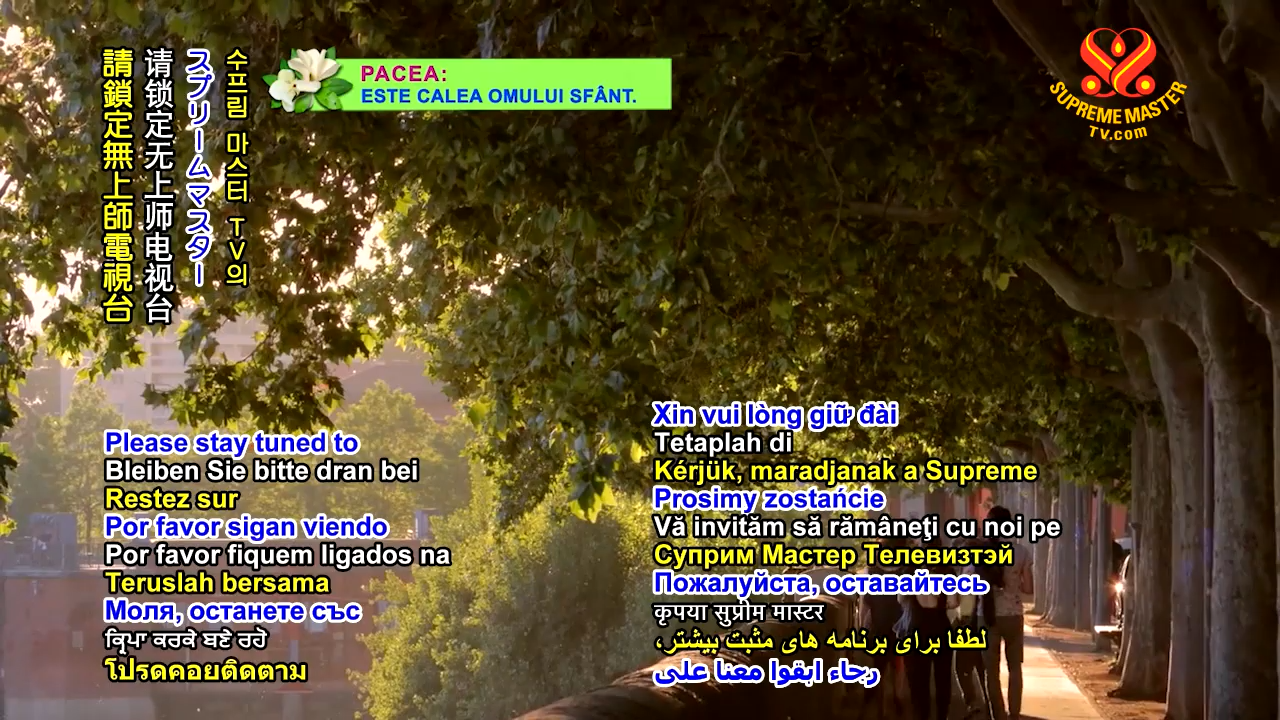 請鎖定無上師電視台
请锁定无上师电视台
スプリームマスター
수프림 마스터 TV의
PACEA:
ESTE CALEA OMULUI SFÂNT.
SUPREME MASTER
TV.com
Please stay tuned to
Bleiben Sie bitte dran bei
Restez sur
Por favor sigan viendo
Por favor fiquem ligados na
Teruslah bersama
Моля, останете със
ਕ੍ਰਿਪਾ ਕਰਕੇ ਬਣੇ ਰਹੋ
โปรดคอยติดตาม
Xin vui lòng giữ đài
Tetaplah di
Kérjük, maradjanak a Supreme
Prosimy zostańcie
Vă invităm să rămâneţi cu noi pe
Суприм Мастер Телевизтэй
Пожалуйста, оставайтесь
कृपया सुप्रीम मास्टर
لطفا برای برنامه های مثبت بیشتر،
رجاء ابقوا معنا على